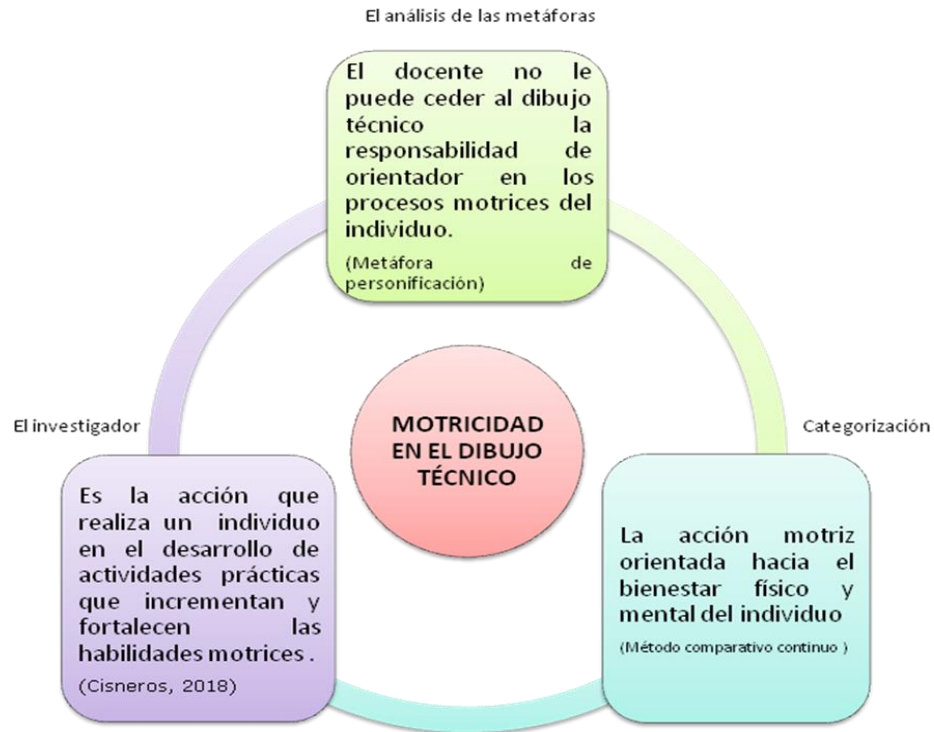 El análisis de las metáforas
El docente no le
puede ceder al dibujo
técnico la
responsabilidad de
orientador en los
procesos motrices del
individuo.
(Metáfora de
personificación)
El investigador
Categorización
MOTRICIDAD
EN EL DIBUJO
TÉCNICO
Es la acción que
realiza un individuo
en el desarrollo de
actividades prácticas
que incrementan y
fortalecen las
habilidades motrices .
(Cisneros, 2018)
La acción motriz
orientada hacia el
bienestar físico y
mental del individuo
(Método comparativo continuo )